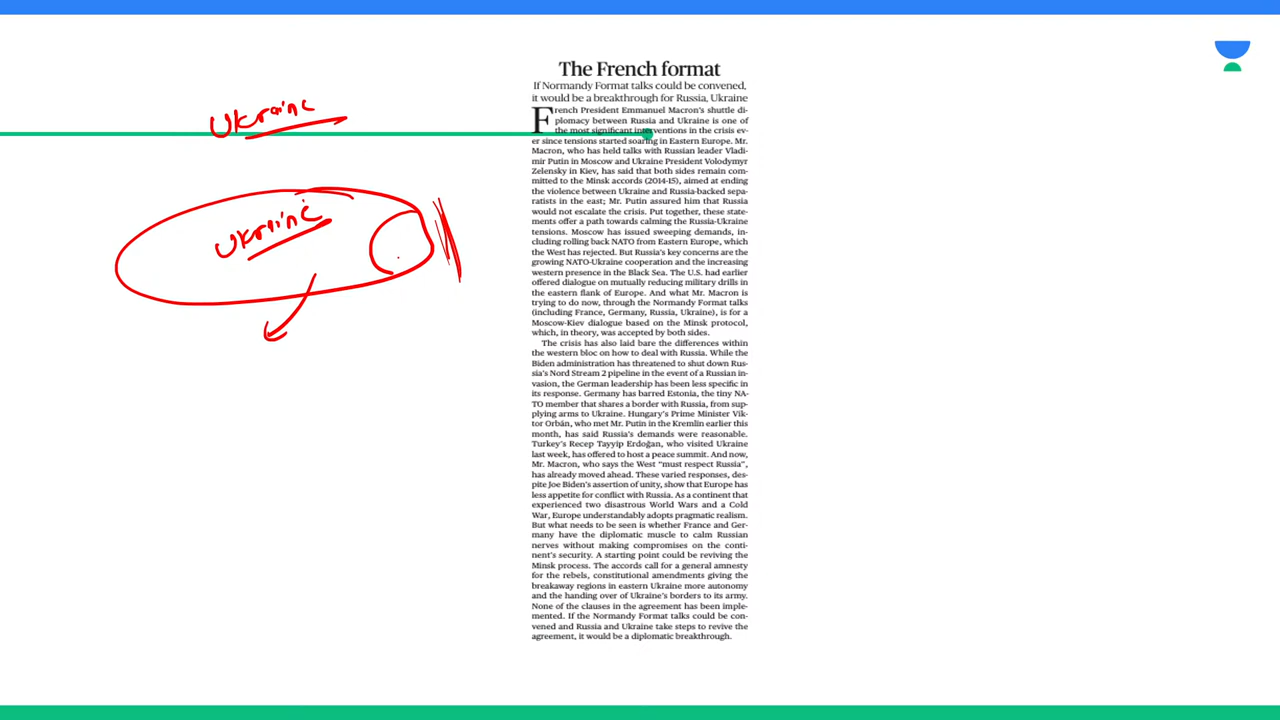 The French format
If Normandy Format talks could be convened,
it would be a breakthrough for Russia, Ukraine
French President Emmanuel Macron's shuttle di-
plomacy between Russia and Ukraine is one of
the most significant interventions in the crisis ev-
er since tensions started soaring in Eastern Europe. Mr.
Macron, who has held talks with Russian leader Vladi-
mir Putin in Moscow and Ukraine President Volodymyr
Zelensky in Kiev, has said that both sides remain com-
mitted to the Minsk accords (2014-15), aimed at ending
the violence between Ukraine and Russia-backed sepa-
ratists in the east; Mr. Putin assured him that Russia
would not escalate the crisis. Put together, these state-
ments offer a path towards calming the Russia-Ukraine
tensions. Moscow has issued sweeping demands, in-
cluding rolling back NATO from Eastern Europe, which
the West has rejected. But Russia's key concerns are the
growing NATO-Ukraine cooperation and the increasing
western presence in the Black Sea. The U.S. had earlier
offered dialogue on mutually reducing military drills in
the eastern flank of Europe. And what Mr. Macron is
trying to do now, through the Normandy Format talks
(including France, Germany, Russia, Ukraine), is for a
Moscow-Kiev dialogue based on the Minsk protocol,
which, in theory, was accepted by both sides.
The crisis has also laid bare the differences within
the western bloc on how to deal with Russia. While the
Biden administration has threatened to shut down Rus-
sia's Nord Stream 2 pipeline in the event of a Russian in-
vasion, the German leadership has been less specific in
its response. Germany has barred Estonia, the tiny NA-
TO member that shares a border with Russia, from sup-
plying arms to Ukraine. Hungary's Prime Minister Vik-
tor Orbán, who met Mr. Putin in the Kremlin earlier this
month, has said Russia's demands were reasonable.
Turkey's Recep Tayyip Erdoğan, who visited Ukraine
last week, has offered to host a peace summit. And now,
Mr. Macron, who says the West "must respect Russia",
has already moved ahead. These varied responses, des-
pite Joe Biden's assertion of unity, show that Europe has
less appetite for conflict with Russia. As a continent that
experienced two disastrous World Wars and a Cold
War, Europe understandably adopts pragmatic realism.
But what needs to be seen is whether France and Ger-
many have the diplomatic muscle to calm Russian
nerves without making compromises on the conti-
nent's security. A starting point could be reviving the
Minsk process. The accords call for a general amnesty
for the rebels, constitutional amendments giving the
breakaway regions in eastern Ukraine more autonomy
and the handing over of Ukraine's borders to its army.
None of the clauses in the agreement has been imple-
mented. If the Normandy Format talks could be con-
vened and Russia and Ukraine take steps to revive the
agreement, it would be a diplomatic breakthrough.
Ukraine
Ukraine